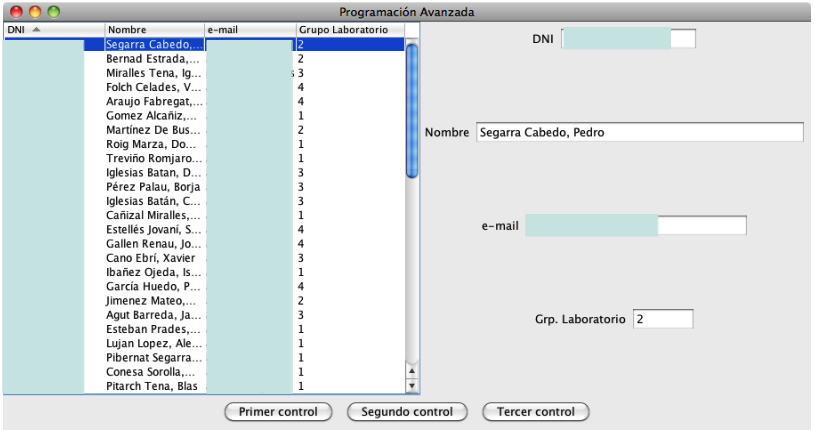 Programación Avanzada
DNI Nombre e-mail Grupo Laboratorio
Segarra Cabedo,... 2
Bernad Estrada,... 2
Miralles Tena, Ig... s 3
Folch Celades, V... 4
Araujo Fabregat,... 4
Gomez Alcañiz,... 1
Martínez De Bus... 2
Roig Marza, Do... 1
Treviño Romjaro... 1
Iglesias Batan, D... 3
Pérez Palau, Borja 3
Iglesias Batán, C... 3
Cañizal Miralles,... 1
Estellés Jovaní, S... 4
Gallen Renau, Jo... 4
Cano Ebrí, Xavier 3
Ibañez Ojeda, Is... 1
García Huedo, P... 4
Jimenez Mateo,... 2
Agut Barreda, Ja... 3
Esteban Prades,... 1
Lujan Lopez, Ale... 1
Pibernat Segarra... 1
Conesa Sorolla,... 1
Pitarch Tena, Blas 1
DNI
Nombre Segarra Cabedo, Pedro
e-mail
Grp. Laboratorio 2
Primer control Segundo control Tercer control